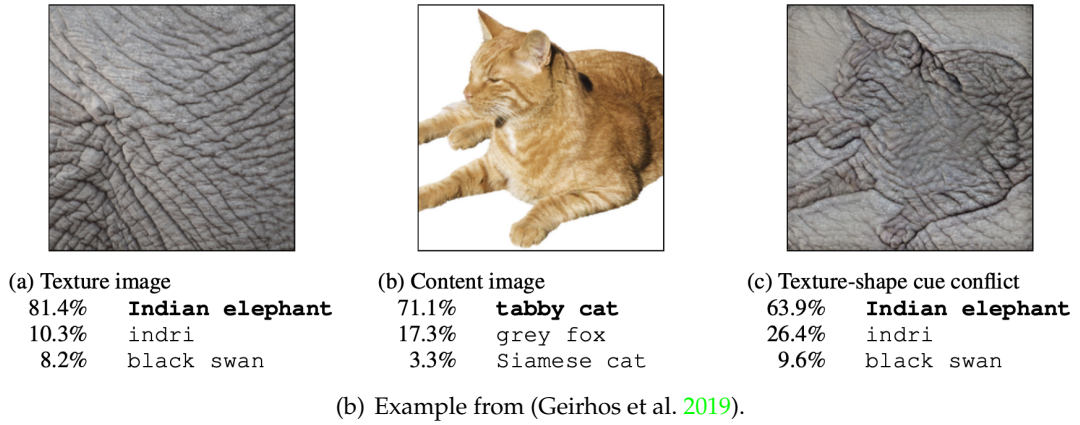 (a) Texture image
81.4% Indian elephant
10.3% indri
8.2% black swan
(b) Content image
71.1% tabby cat
17.3% grey fox
3.3% Siamese cat
(c) Texture-shape cue conflict
63.9% Indian elephant
26.4% indri
9.6% black swan
(b) Example from (Geirhos et al. 2019).